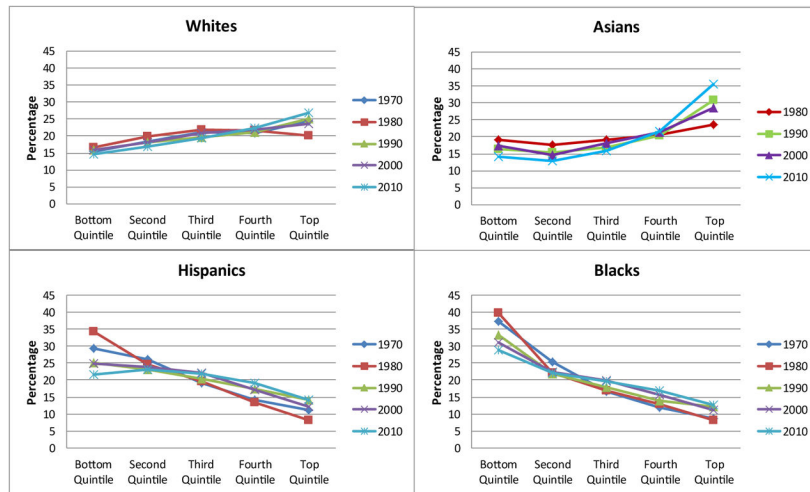 Whites
45
40
35
30
25
20
15
10
5
0
Percentage
Bottom Quintile
Second Quintile
Third Quintile
Fourth Quintile
Top Quintile
1970
1980
1990
2000
2010
Asians
45
40
35
30
25
20
15
10
5
0
Percentage
Bottom Quintile
Second Quintile
Third Quintile
Fourth Quintile
Top Quintile
1980
1990
2000
2010
Hispanics
45
40
35
30
25
20
15
10
5
0
Percentage
Bottom Quintile
Second Quintile
Third Quintile
Fourth Quintile
Top Quintile
1970
1980
1990
2000
2010
Blacks
45
40
35
30
25
20
15
10
5
0
Percentage
Bottom Quintile
Second Quintile
Third Quintile
Fourth Quintile
Top Quintile
1970
1980
1990
2000
2010